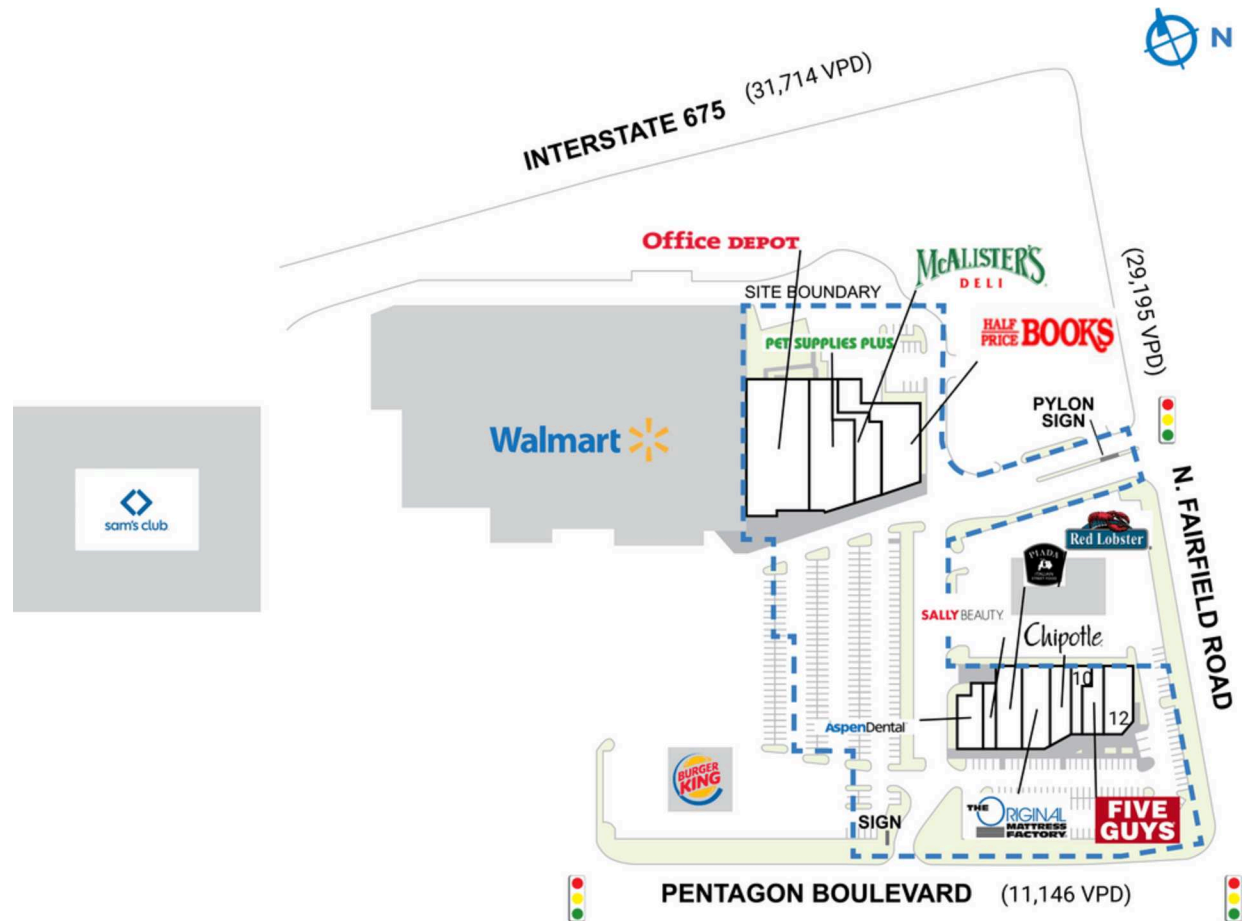 N
INTERSTATE 675 (31,714 VPD)
Office DEPOT
McALISTER'S
DELI
SITE BOUNDARY
(29,195 VPD)
HALF
PRICE BOOKS
PET SUPPLIES PLUS
PYLON
SIGN
Walmart
sam's club
N. FAIRFIELD ROAD
Red Lobster
PIADA
SALLY BEAUTY
Chipotle
10
12
AspenDental
BURGER
KING
SIGN
THE ORIGINAL
MATTRESS
FACTORY
FIVE
GUYS
PENTAGON BOULEVARD (11,146 VPD)